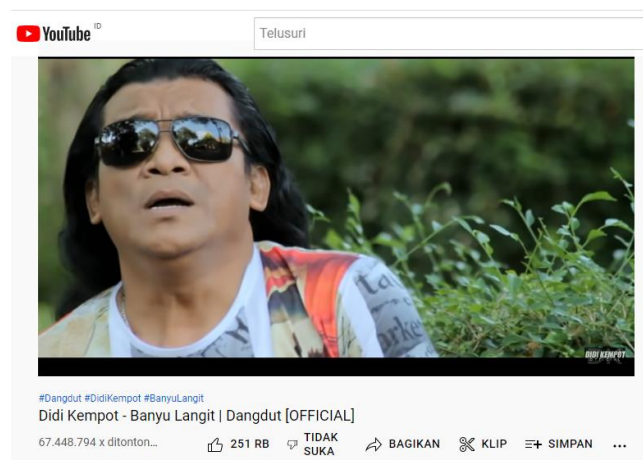 YouTube ID
Telusuri
DIDI KEMPOT
#Dangdut #DidiKempot #BanyuLangit
Didi Kempot - Banyu Langit | Dangdut [OFFICIAL]
67.448.794 x ditonton... 251 RB TIDAK SUKA BAGIKAN KLIP SIMPAN ...